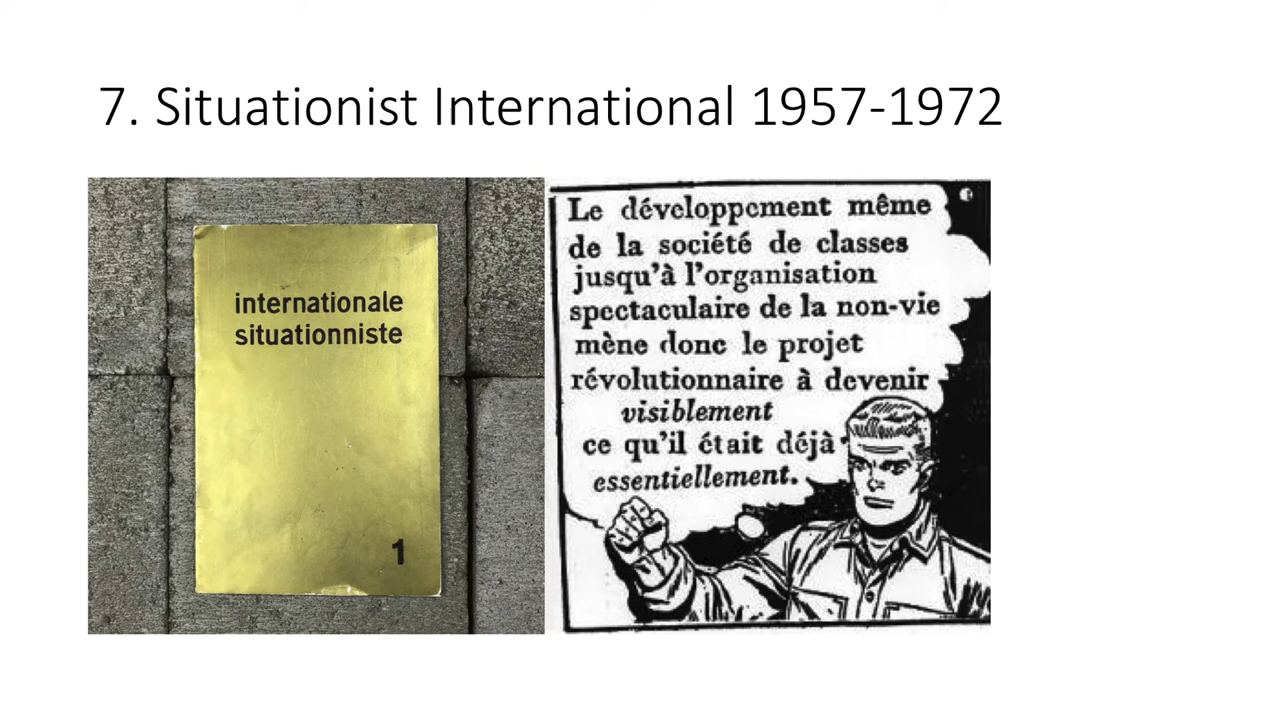 7. Situationist International 1957-1972
internationale
situationniste
1
Le développement même
de la société de classes
jusqu'à l'organisation
spectaculaire de la non-vie
mène donc le projet
révolutionnaire à devenir
visiblement
ce qu'il était déjà
essentiellement.